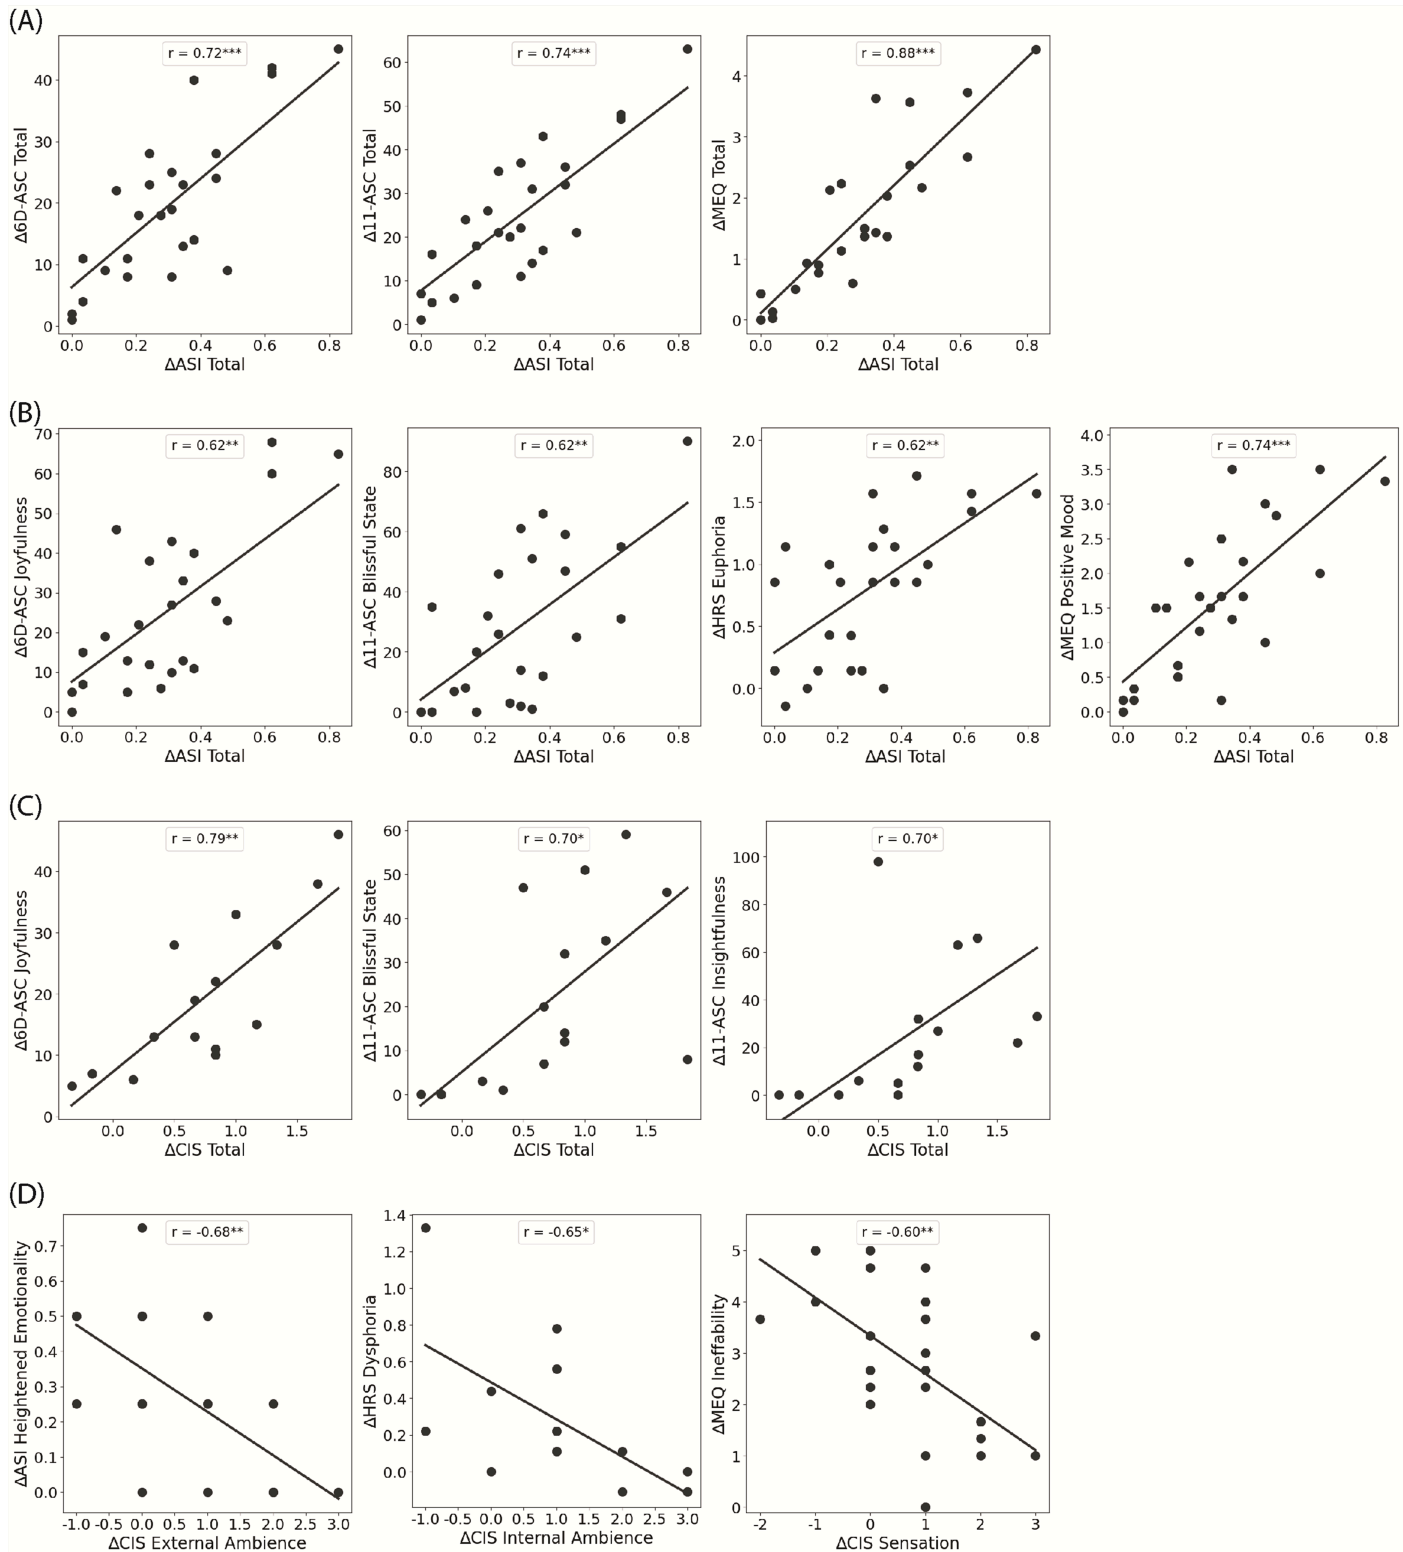 (A)
r = 0.72***
Δ6D-ASC Total
0 10 20 30 40
0.0 0.2 0.4 0.6 0.8
ΔASI Total
r = 0.74***
Δ11-ASC Total
0 10 20 30 40 50 60
0.0 0.2 0.4 0.6 0.8
ΔASI Total
r = 0.88***
ΔMEQ Total
0 1 2 3 4
0.0 0.2 0.4 0.6 0.8
ΔASI Total
(B)
r = 0.62**
Δ6D-ASC Joyfulness
0 10 20 30 40 50 60 70
0.0 0.2 0.4 0.6 0.8
ΔASI Total
r = 0.62**
Δ11-ASC Blissful State
0 20 40 60 80
0.0 0.2 0.4 0.6 0.8
ΔASI Total
r = 0.62**
ΔHRS Euphoria
0.0 0.5 1.0 1.5 2.0
0.0 0.2 0.4 0.6 0.8
ΔASI Total
r = 0.74***
ΔMEQ Positive Mood
0.0 0.5 1.0 1.5 2.0 2.5 3.0 3.5 4.0
0.0 0.2 0.4 0.6 0.8
ΔASI Total
(C)
r = 0.79**
Δ6D-ASC Joyfulness
0 10 20 30 40
0.0 0.5 1.0 1.5
ΔCIS Total
r = 0.70*
Δ11-ASC Blissful State
0 10 20 30 40 50 60
0.0 0.5 1.0 1.5
ΔCIS Total
r = 0.70*
Δ11-ASC Insightfulness
0 20 40 60 80 100
0.0 0.5 1.0 1.5
ΔCIS Total
(D)
r = -0.68**
ΔASI Heightened Emotionality
0.0 0.1 0.2 0.3 0.4 0.5 0.6 0.7
-1.0 -0.5 0.0 0.5 1.0 1.5 2.0 2.5 3.0
ΔCIS External Ambience
r = -0.65*
ΔHRS Dysphoria
0.0 0.2 0.4 0.6 0.8 1.0 1.2 1.4
-1.0 -0.5 0.0 0.5 1.0 1.5 2.0 2.5 3.0
ΔCIS Internal Ambience
r = -0.60**
ΔMEQ Ineffability
0 1 2 3 4 5
-2 -1 0 1 2 3
ΔCIS Sensation